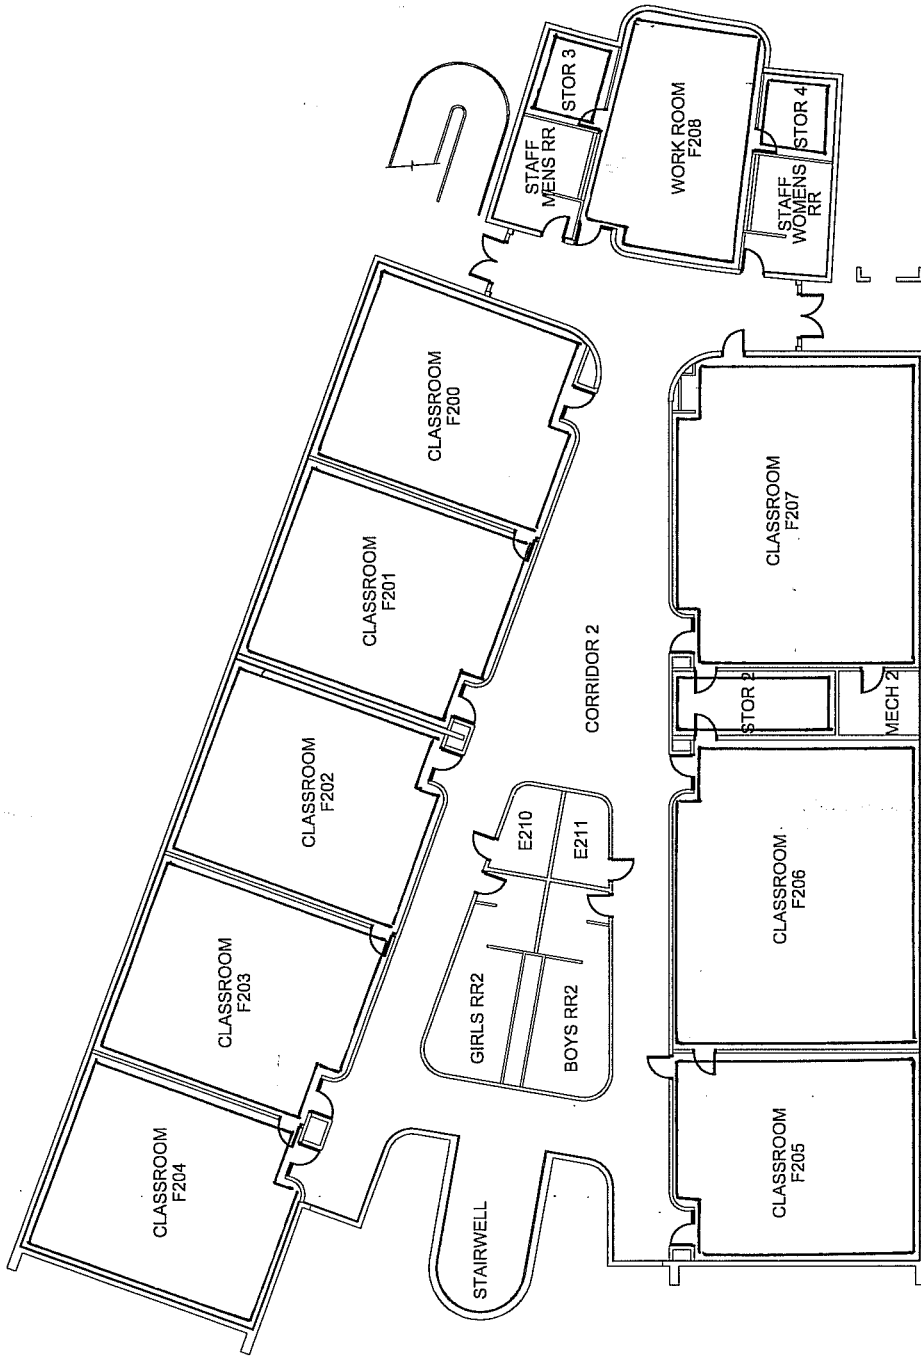 STOR 3
STAFF
MENS RR
WORK ROOM
F208
STOR 4
STAFF
WOMENS
RR
CLASSROOM
F200
CLASSROOM
F201
CLASSROOM
F202
CLASSROOM
F203
CLASSROOM
F204
CORRIDOR 2
E210
E211
GIRLS RR2
BOYS RR2
STAIRWELL
CLASSROOM
F207
STOR 2
MECH 2
CLASSROOM
F206
CLASSROOM
F205